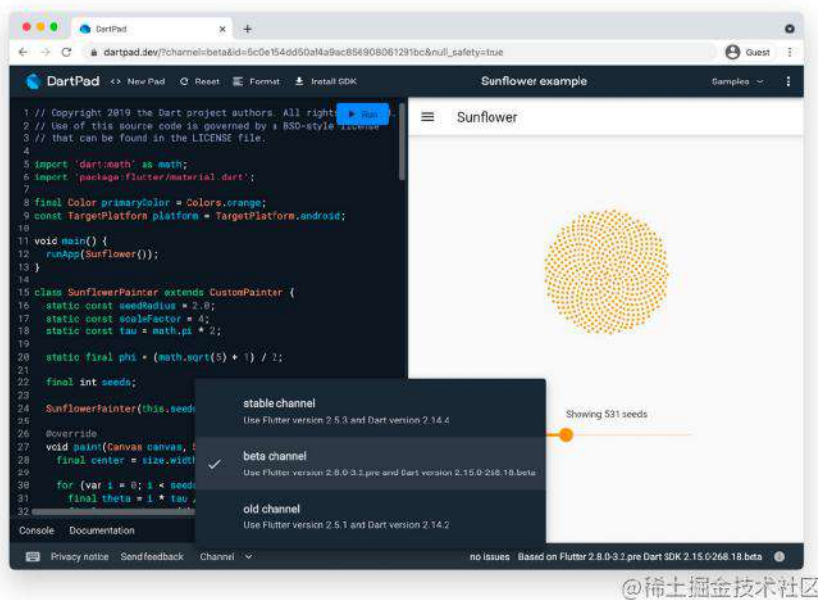 DartPad
dartpad.dev/?channel=beta&id=5c0e154dd50af4a9ac856908061291bc&null_safety=true
Guest
DartPad <> New Pad Reset Format Install SDK
Sunflower example
Samples
1 // Copyright 2019 the Dart project authors. All rights
Run
2 // Use of this source code is governed by a BSD-style license
3 // that can be found in the LICENSE file.
4
5 import 'dart:math' as math;
6 import 'package:flutter/material.dart';
7
8 final Color primaryColor = Colors.orange;
9 const TargetPlatform platform = TargetPlatform.android;
10
11 void main() {
12 runApp(Sunflower());
13 }
14
15 class SunflowerPainter extends CustomPainter {
16 static const seedRadius = 2.0;
17 static const scaleFactor = 4;
18 static const tau = math.pi * 2;
19
20 static final phi = (math.sqrt(5) + 1) / 2;
21
22 final int seeds;
23
24 SunflowerPainter(this.seeds
25
26 @override
27 void paint(Canvas canvas,
28 final center = size.width
29
30 for (var i = 0; i < seeds
31 final theta = i * tau /
32
Sunflower
Showing 531 seeds
stable channel
Use Flutter version 2.5.3 and Dart version 2.14.4
beta channel
Use Flutter version 2.8.0-3.2.pre and Dart version 2.15.0-268.18.beta
old channel
Use Flutter version 2.5.1 and Dart version 2.14.2
Console Documentation
Privacy notice Send feedback Channel
no issues Based on Flutter 2.8.0-3.2.pre Dart SDK 2.15.0-268.18.beta
@稀土掘金技术社区